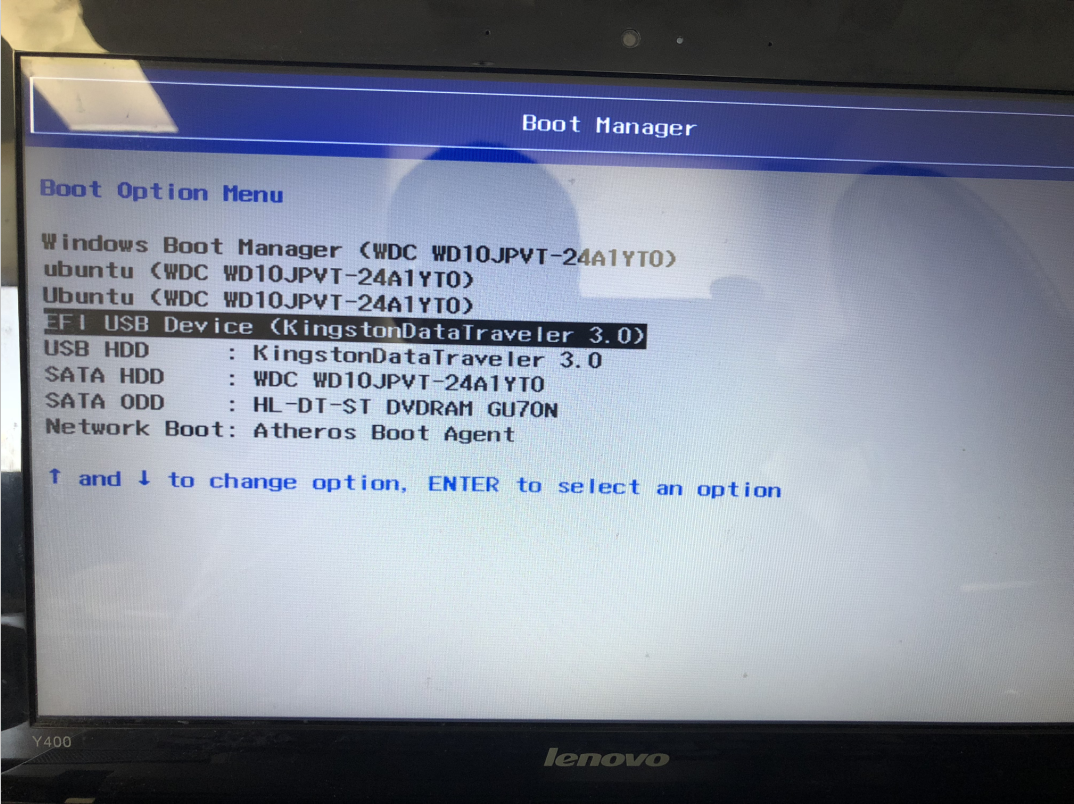 Boot Manager
Boot Option Menu
Windows Boot Manager (WDC WD10JPVT-24A1YT0)
ubuntu (WDC WD10JPVT-24A1YT0)
Ubuntu (WDC WD10JPVT-24A1YT0)
EFI USB Device (KingstonDataTraveler 3.0)
USB HDD : KingstonDataTraveler 3.0
SATA HDD : WDC WD10JPVT-24A1YT0
SATA ODD : HL-DT-ST DVDRAM GU70N
Network Boot: Atheros Boot Agent
↑ and ↓ to change option, ENTER to select an option
Y400
lenovo